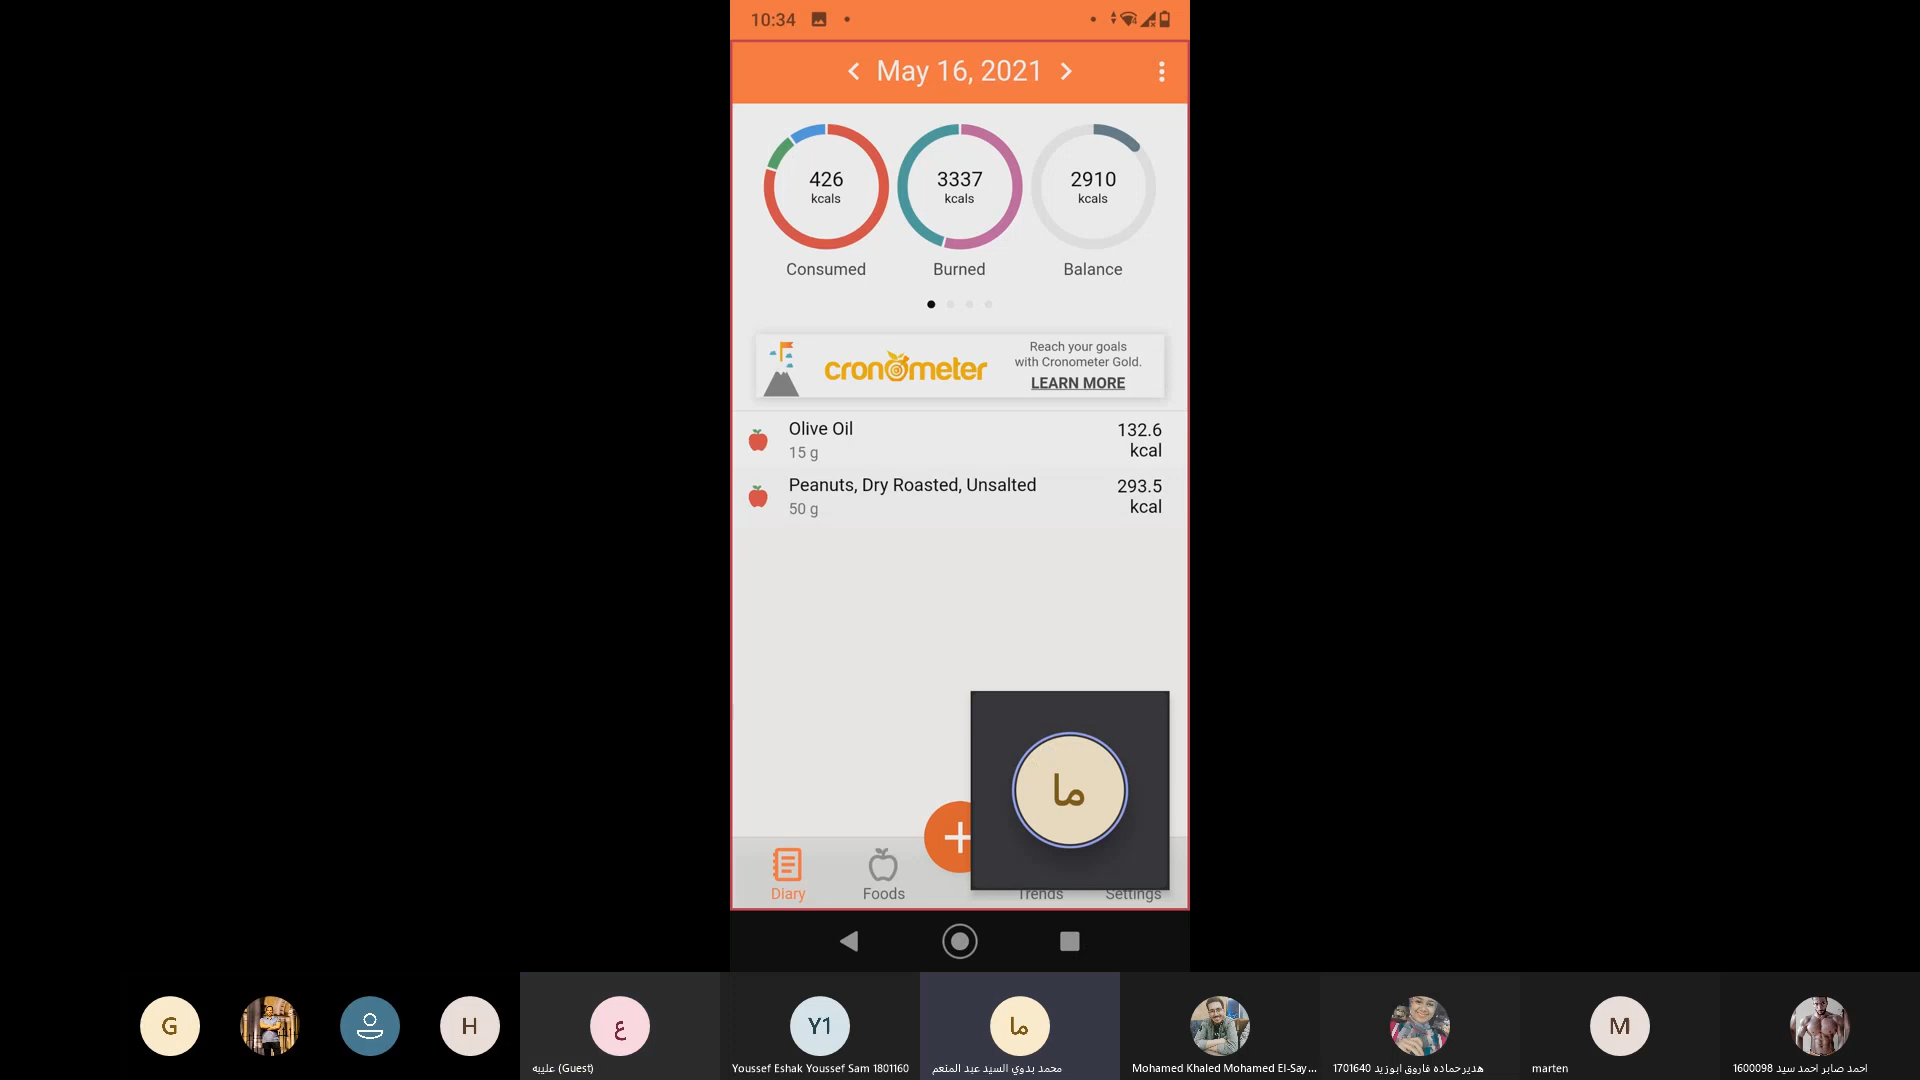 10:34
May 16, 2021
426
kcals
3337
kcals
2910
kcals
Consumed
Burned
Balance
cronometer
Reach your goals
with Cronometer Gold.
LEARN MORE
Olive Oil
132.6
kcal
15 g
Peanuts, Dry Roasted, Unsalted
293.5
kcal
50 g
ما
Diary
Foods
Trends
Settings
G
H
ع
Y1
ما
M
علييه (Guest)
Youssef Eshak Youssef Sam 1801160
محمد بدوي السيد عبد المنعم
Mohamed Khaled Mohamed El-Say...
هدير حماده فاروق ابوزيد 1701640
marten
احمد صابر احمد سيد 1600098